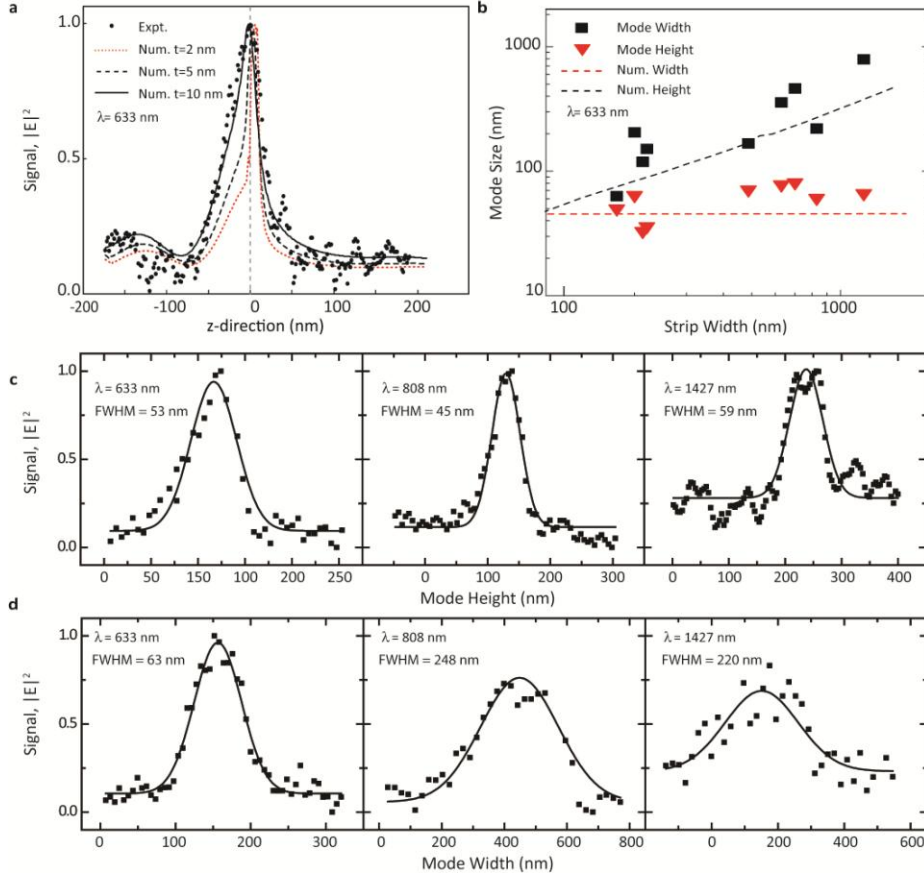 a
Expt.
Num. t=2 nm
Num. t=5 nm
Num. t=10 nm
λ= 633 nm
Signal, |E|²
1.0
0.5
0.0
-200 -100 -50 0 50 100 200
z-direction (nm)
b
Mode Width
Mode Height
Num. Width
Num. Height
λ= 633 nm
Mode Size (nm)
1000
100
10
100 1000
Strip Width (nm)
c
Signal, |E|²
1.0
0.5
0.0
λ = 633 nm
FWHM = 53 nm
λ = 808 nm
FWHM = 45 nm
λ = 1427 nm
FWHM = 59 nm
0 25 50 150 100 150 100 150 200 250
0 100 200 300
0 100 200 300 400
Mode Height (nm)
d
Signal, |E|²
1.0
0.5
0.0
λ = 633 nm
FWHM = 63 nm
λ = 808 nm
FWHM = 248 nm
λ = 1427 nm
FWHM = 220 nm
0 100 200 300
0 200 400 600 800
0 200 400 600
Mode Width (nm)